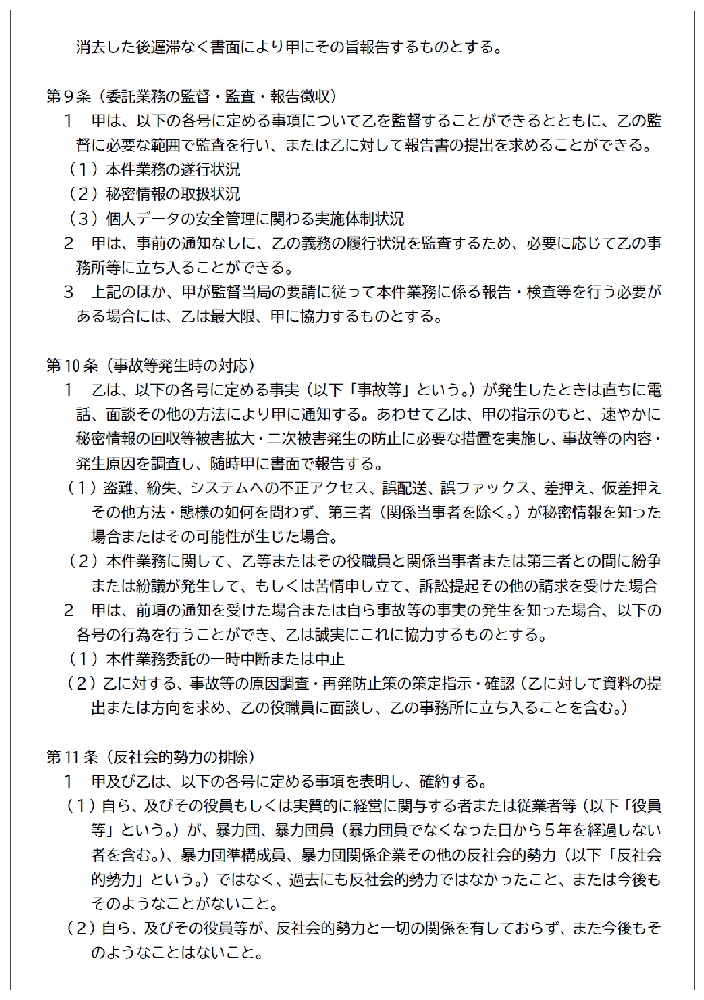 消去した後遅滞なく書面により甲にその旨報告するものとする。
第９条（委託業務の監督・監査・報告徴収）
１　甲は、以下の各号に定める事項について乙を監督することができるとともに、乙の監
督に必要な範囲で監査を行い、または乙に対して報告書の提出を求めることができる。
（１）本件業務の遂行状況
（２）秘密情報の取扱状況
（３）個人データの安全管理に関わる実施体制状況
２　甲は、事前の通知なしに、乙の義務の履行状況を監査するため、必要に応じて乙の事
務所等に立ち入ることができる。
３　上記のほか、甲が監督当局の要請に従って本件業務に係る報告・検査等を行う必要が
ある場合には、乙は最大限、甲に協力するものとする。
第 10 条（事故等発生時の対応）
１　乙は、以下の各号に定める事実（以下「事故等」という。）が発生したときは直ちに電
話、面談その他の方法により甲に通知する。あわせて乙は、甲の指示のもと、速やかに
秘密情報の回収等被害拡大・二次被害発生の防止に必要な措置を実施し、事故等の内容・
発生原因を調査し、随時甲に書面で報告する。
（１）盗難、紛失、システムへの不正アクセス、誤配送、誤ファックス、差押え、仮差押え
その他方法・態様の如何を問わず、第三者（関係当事者を除く。）が秘密情報を知った
場合またはその可能性が生じた場合。
（２）本件業務に関して、乙等またはその役職員と関係当事者または第三者との間に紛争
または紛議が発生して、もしくは苦情申し立て、訴訟提起その他の請求を受けた場合
２　甲は、前項の通知を受けた場合または自ら事故等の事実の発生を知った場合、以下の
各号の行為を行うことができ、乙は誠実にこれに協力するものとする。
（１）本件業務委託の一時中断または中止
（２）乙に対する、事故等の原因調査・再発防止策の策定指示・確認（乙に対して資料の提
出または方向を求め、乙の役職員に面談し、乙の事務所に立ち入ることを含む。）
第 11 条（反社会的勢力の排除）
１　甲及び乙は、以下の各号に定める事項を表明し、確約する。
（１）自ら、及びその役員もしくは実質的に経営に関与する者または従業者等（以下「役員
等」という。）が、暴力団、暴力団員（暴力団員でなくなった日から５年を経過しない
者を含む。）、暴力団準構成員、暴力団関係企業その他の反社会的勢力（以下「反社会
的勢力」という。）ではなく、過去にも反社会的勢力ではなかったこと、または今後も
そのようなことがないこと。
（２）自ら、及びその役員等が、反社会的勢力と一切の関係を有しておらず、また今後もそ
のようなことはないこと。